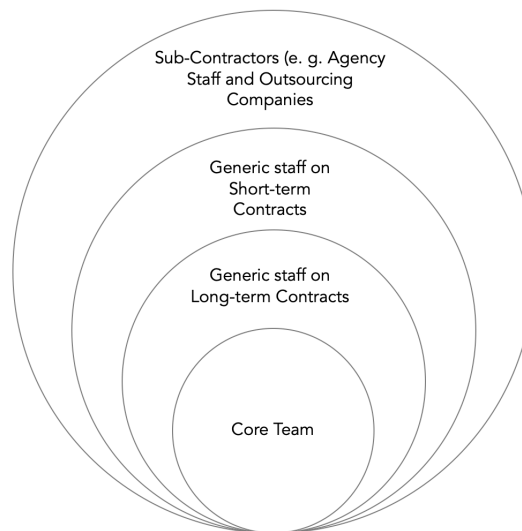 Sub-Contractors (e. g. Agency
Staff and Outsourcing
Companies
Generic staff on
Short-term
Contracts
Generic staff on
Long-term Contracts
Core Team